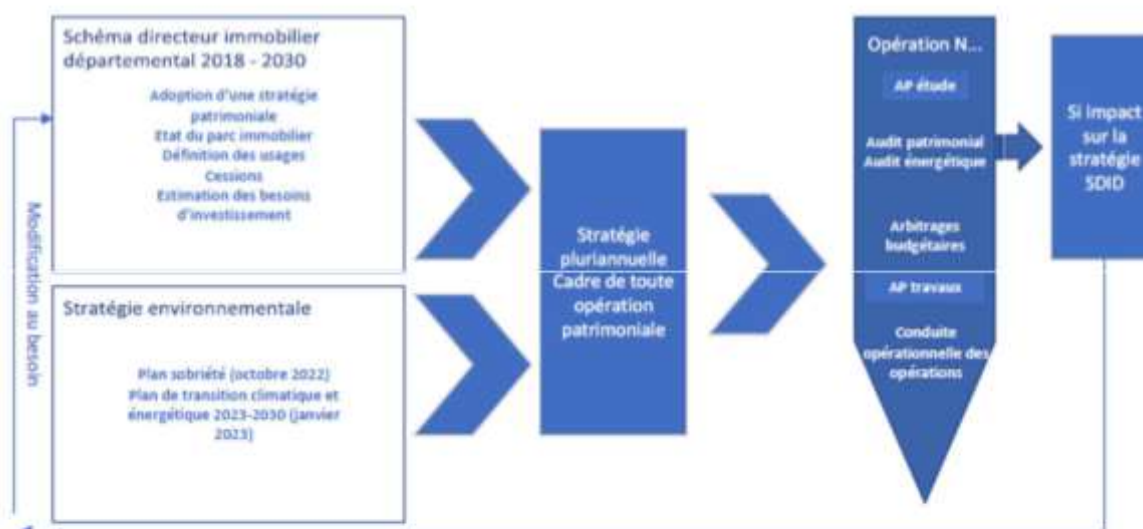 Schéma directeur immobilier
départemental 2018 - 2030
Adoption d'une stratégie
patrimoniale
Etat du parc immobilier
Définition des usages
Cessions
Estimation des besoins
d'investissement
Modification au besoin
Stratégie environnementale
Plan sobriété (octobre 2022)
Plan de transition climatique et
énergétique 2023-2030 (janvier
2023)
Stratégie
pluriannuelle
Cadre de toute
opération
patrimoniale
Opération N...
AP étude
Audit patrimonial
Audit énergétique
Arbitrages
budgétaires
AP travaux
Conduite
opérationnelle des
opérations
Si impact
sur la
stratégie
SDID